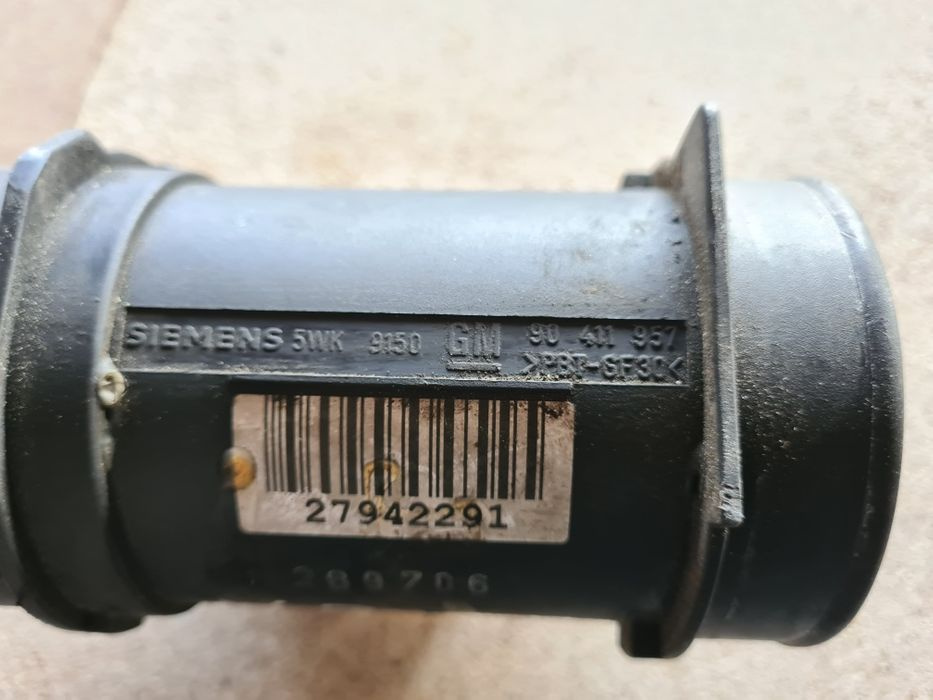 SIEMENS 5WK 9150 GM 90 411 957
>PBT-GF30<
27942291
289706